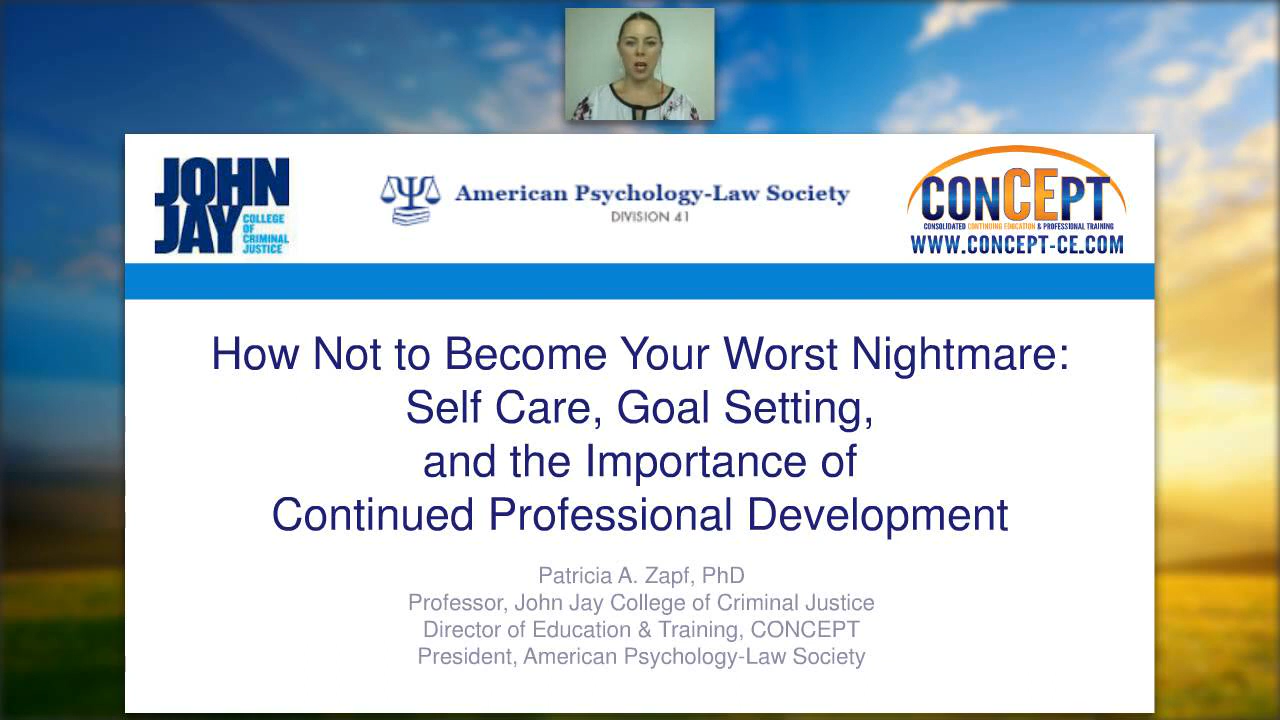 JOHN
JAY
COLLEGE
OF
CRIMINAL
JUSTICE
American Psychology-Law Society
DIVISION 41
CONCEPT
CONSOLIDATED CONTINUING EDUCATION & PROFESSIONAL TRAINING
WWW.CONCEPT-CE.COM
How Not to Become Your Worst Nightmare:
Self Care, Goal Setting,
and the Importance of
Continued Professional Development
Patricia A. Zapf, PhD
Professor, John Jay College of Criminal Justice
Director of Education & Training, CONCEPT
President, American Psychology-Law Society